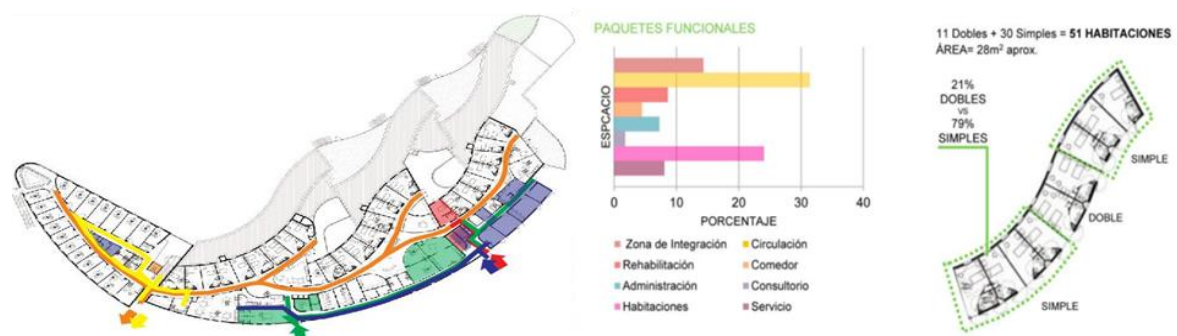 PAQUETES FUNCIONALES
ESPCACIO
0 10 20 30 40
PORCENTAJE
Zona de Integración
Circulación
Rehabilitación
Comedor
Administración
Consultorio
Habitaciones
Servicio
11 Dobles + 30 Simples = 51 HABITACIONES
ÁREA= 28m² aprox.
21%
DOBLES
VS
79%
SIMPLES
SIMPLE
DOBLE
SIMPLE